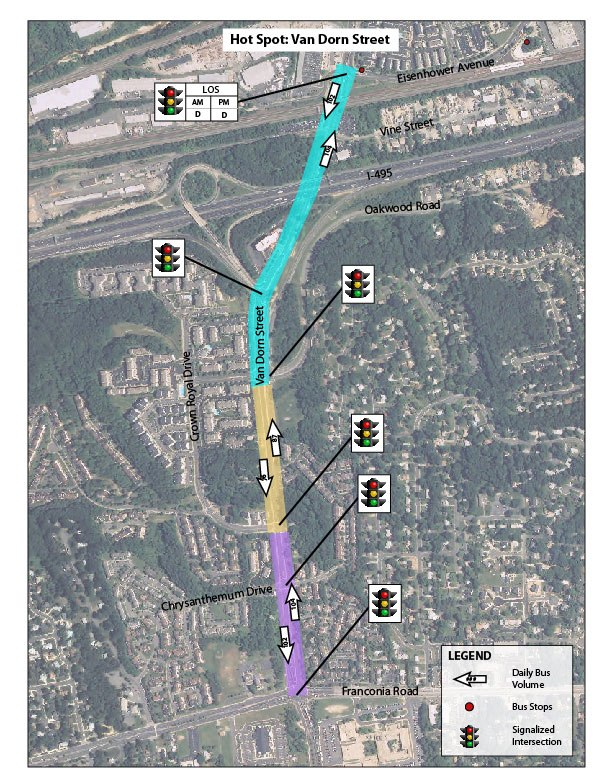 Hot Spot: Van Dorn Street
Eisenhower Avenue
LOS
AM PM
D D
Vine Street
I-495
Oakwood Road
Van Dorn Street
Crown Royal Drive
Chrysanthemum Drive
Franconia Road
LEGEND
Daily Bus
Volume
Bus Stops
Signalized
Intersection